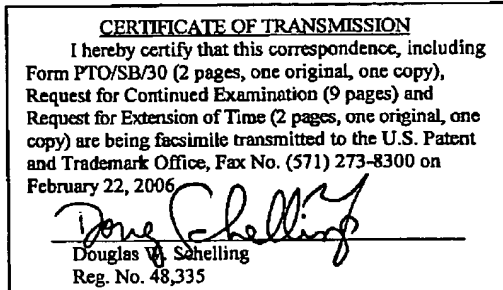 CERTIFICATE OF TRANSMISSION
I hereby certify that this correspondence, including
Form PTO/SB/30 (2 pages, one original, one copy),
Request for Continued Examination (9 pages) and
Request for Extension of Time (2 pages, one original, one
copy) are being facsimile transmitted to the U.S. Patent
and Trademark Office, Fax No. (571) 273-8300 on
February 22, 2006
Doug Schelling
Douglas W. Schelling
Reg. No. 48,335